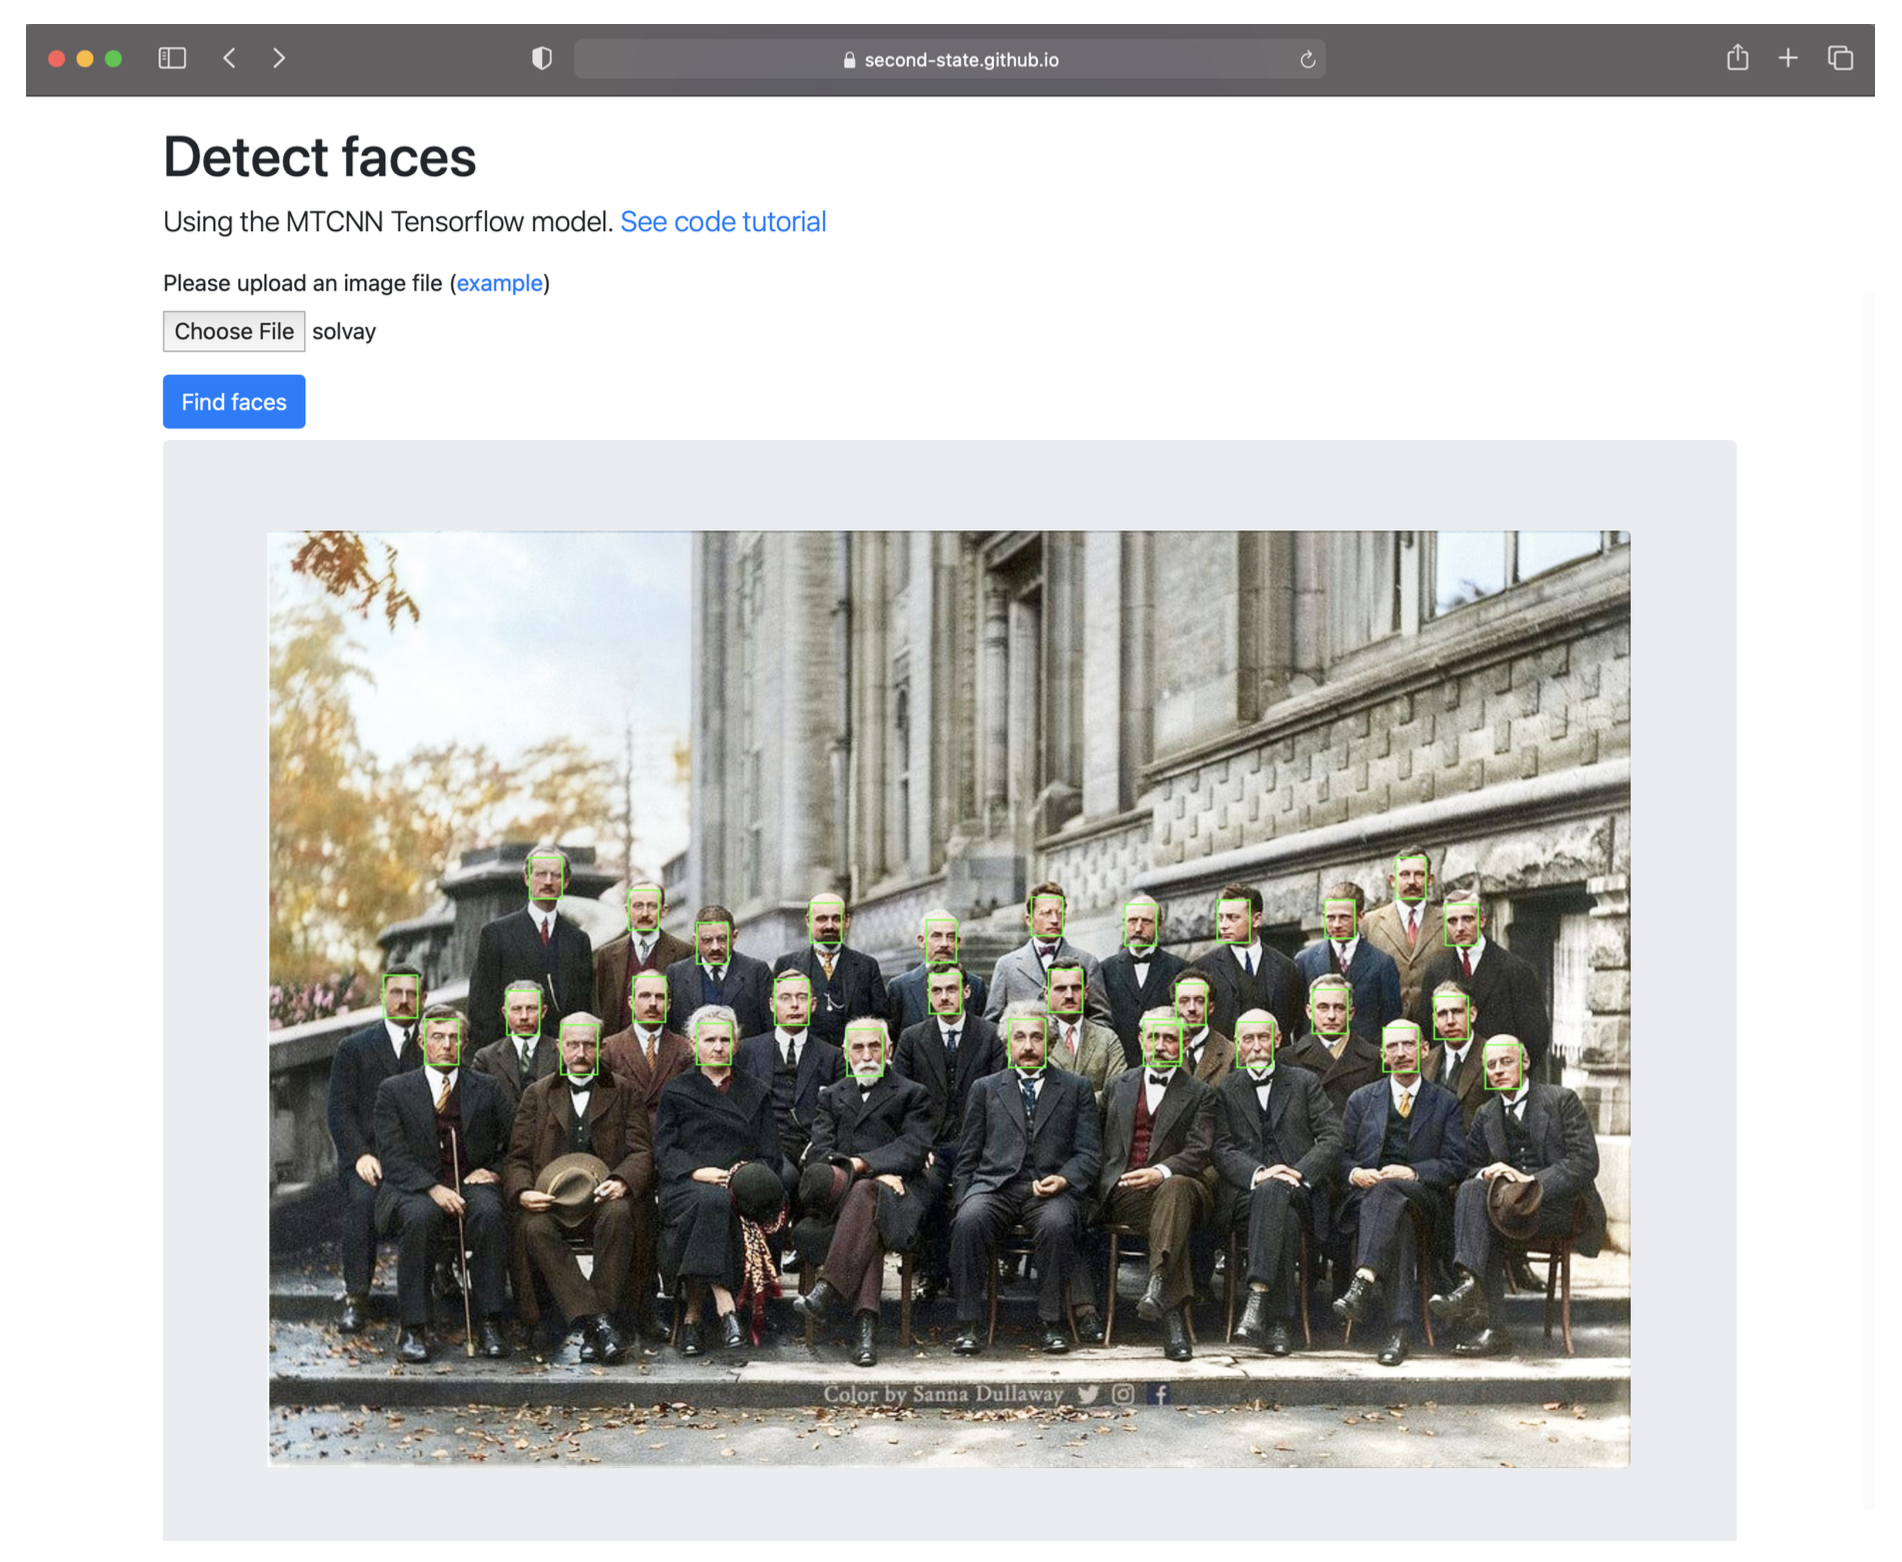 second-state.github.io
Detect faces
Using the MTCNN Tensorflow model. See code tutorial
Please upload an image file (example)
Choose File solvay
Find faces
Color by Sanna Dullaway